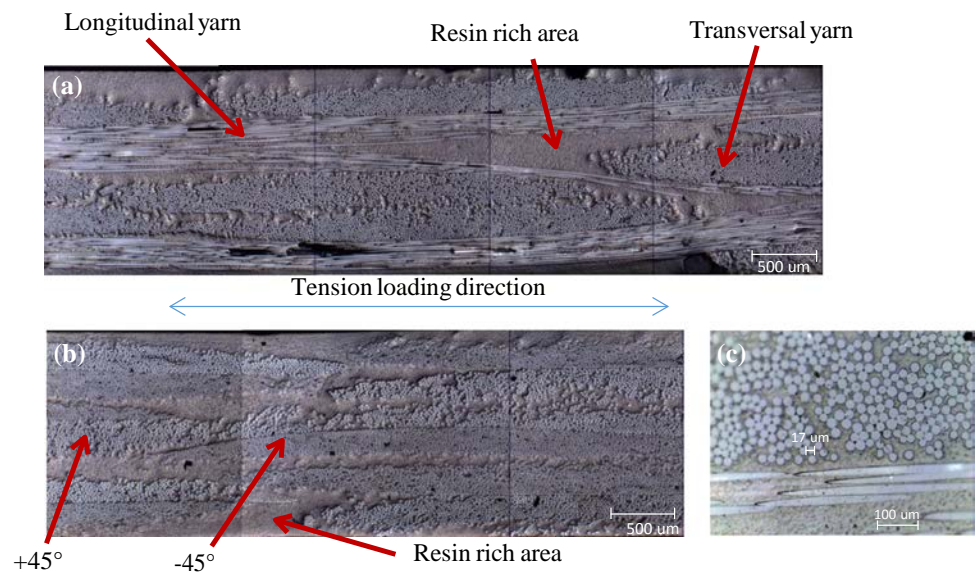 Longitudinal yarn
Resin rich area
Transversal yarn
(a)
500 um
Tension loading direction
(b)
500 um
(c)
17 um
100 um
+45°
-45°
Resin rich area